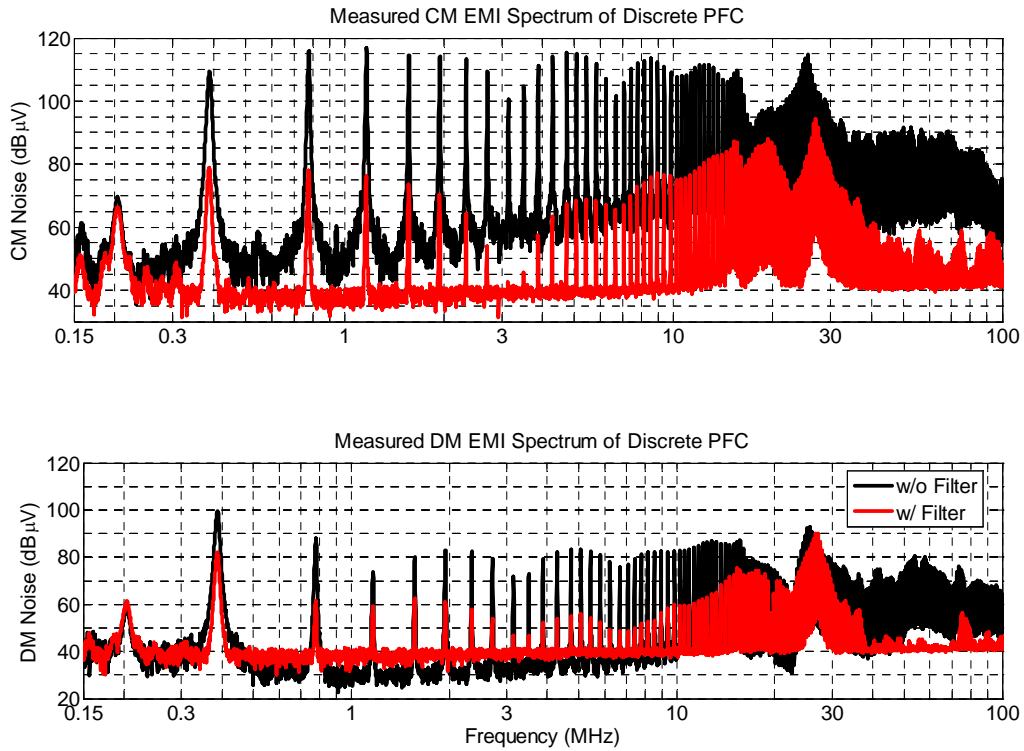 Measured CM EMI Spectrum of Discrete PFC
CM Noise (dBµV)
120
100
80
60
40
0.15 0.3 1 3 10 30 100
Measured DM EMI Spectrum of Discrete PFC
DM Noise (dBµV)
120
100
80
60
40
20
w/o Filter
w/ Filter
0.15 0.3 1 3 10 30 100
Frequency (MHz)